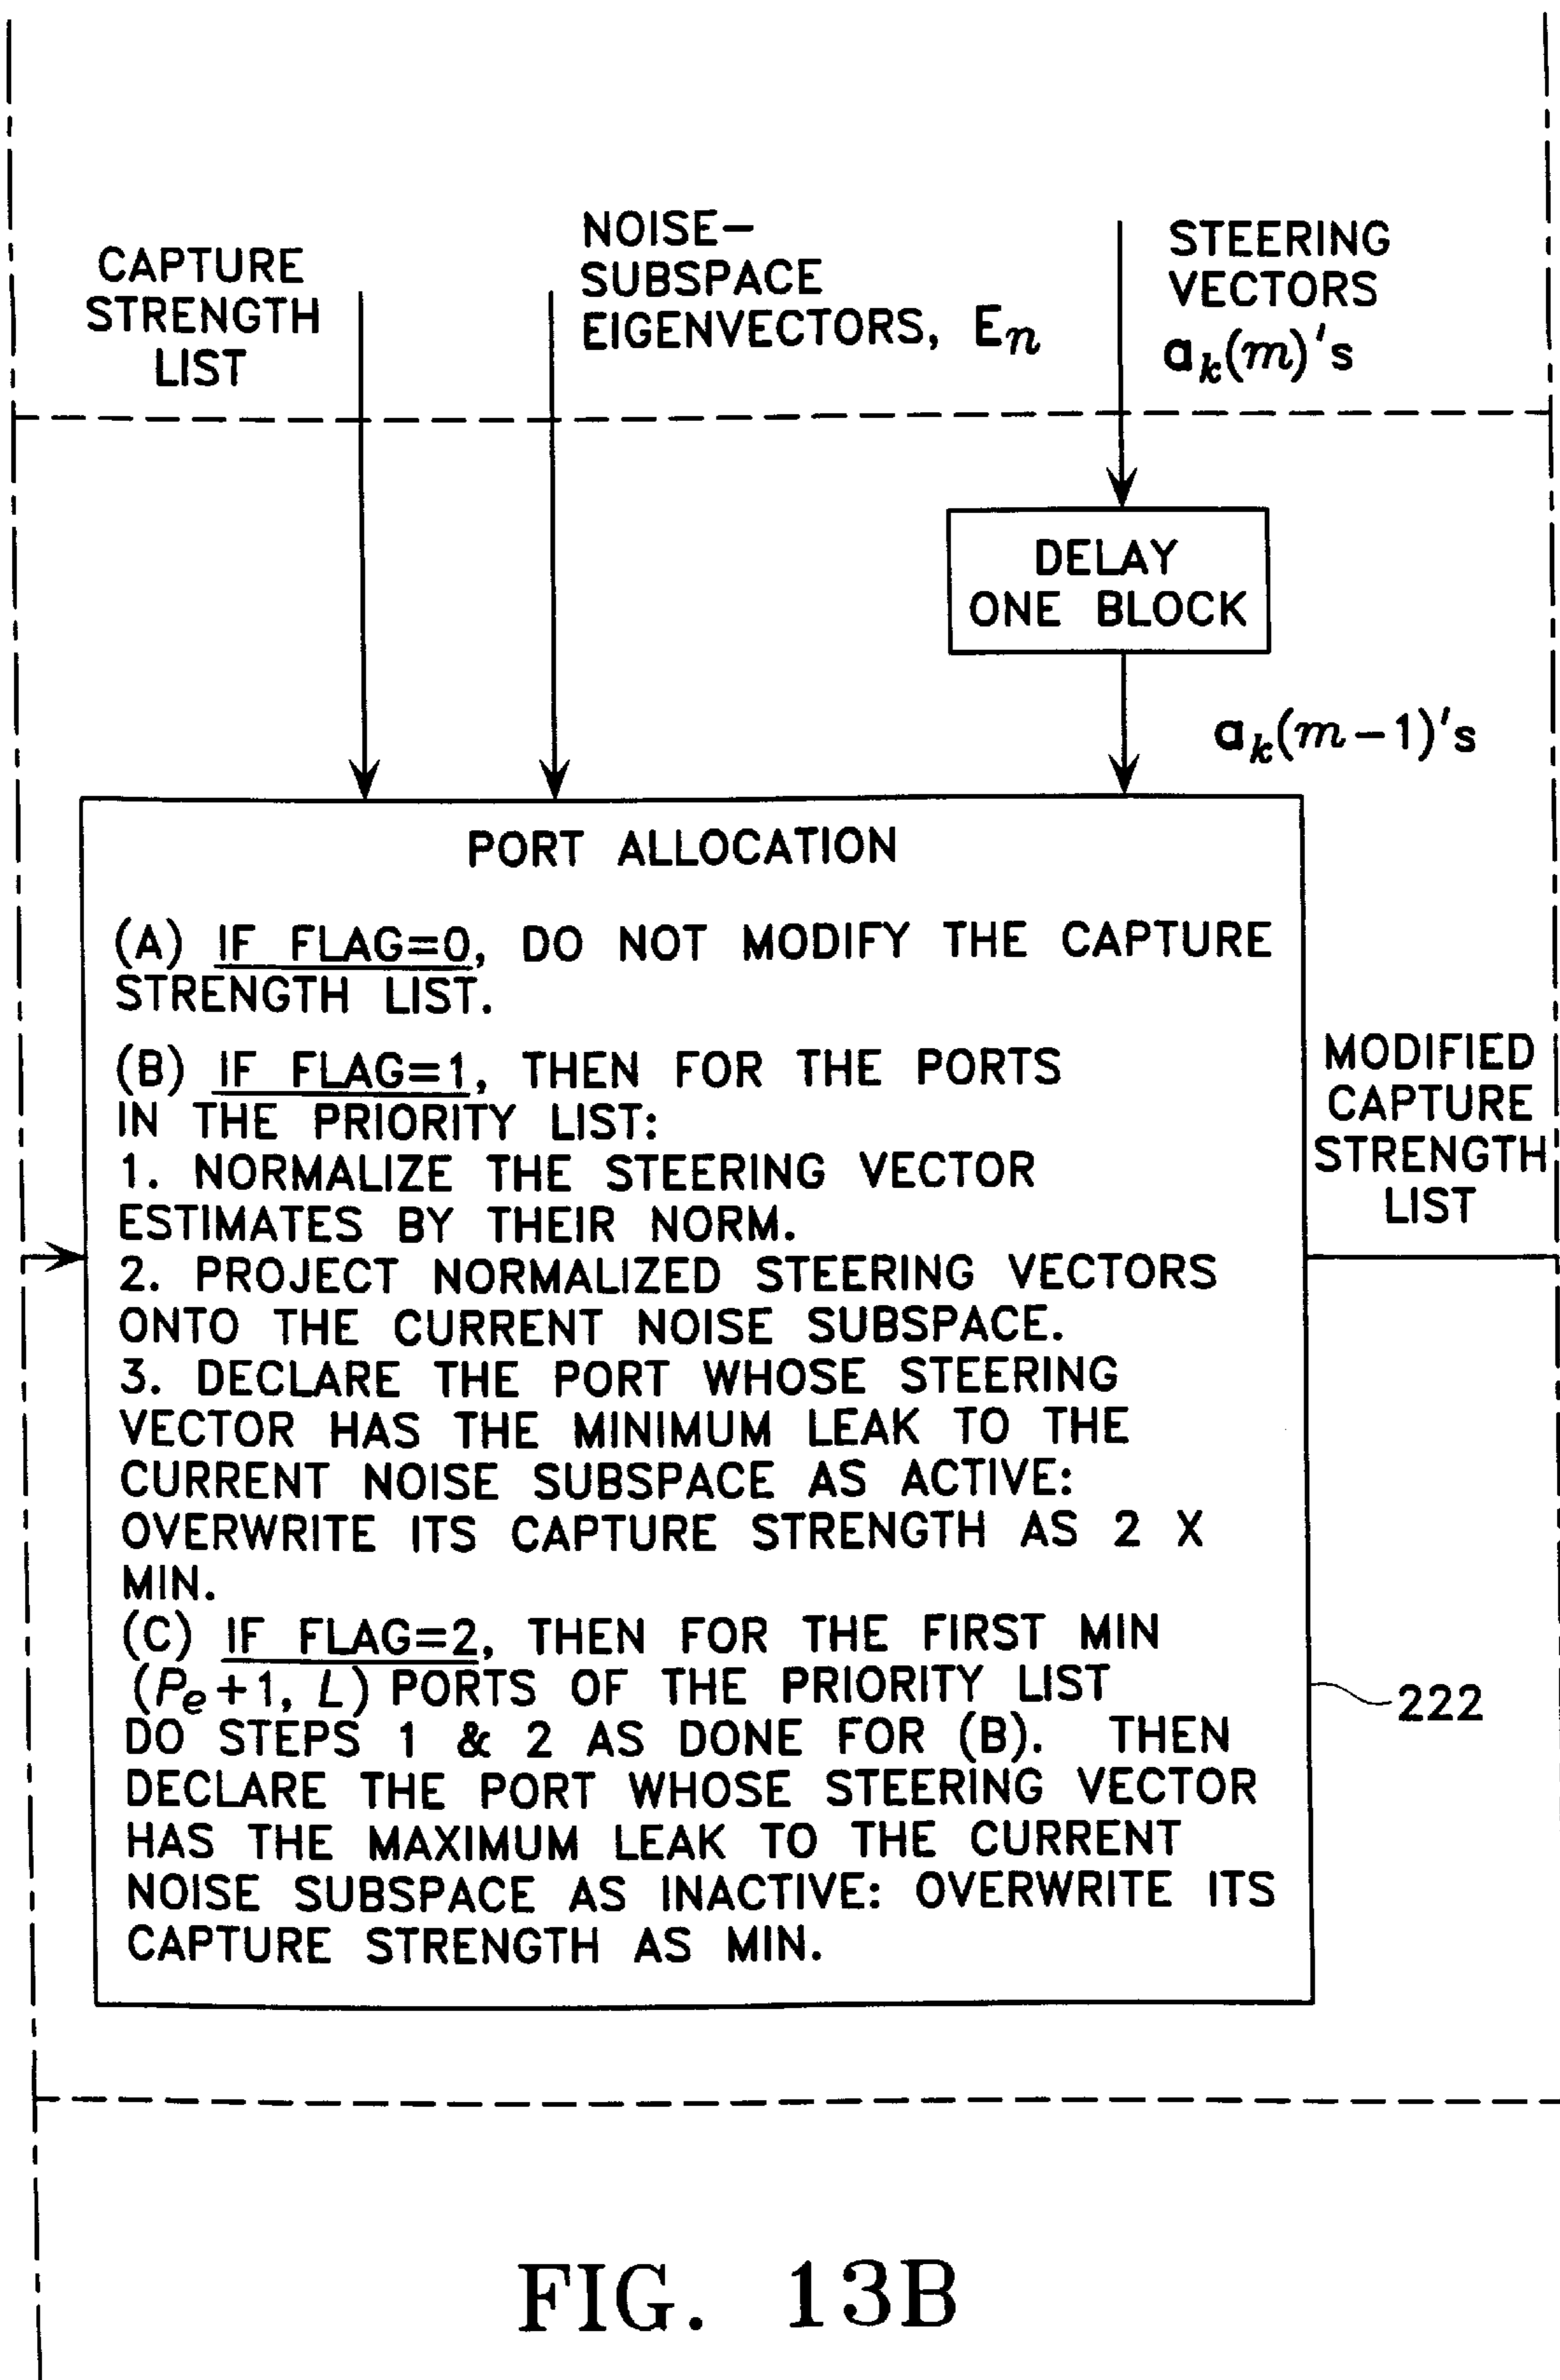 CAPTURE
STRENGTH
LIST
NOISE-
SUBSPACE
EIGENVECTORS, Eₙ
STEERING
VECTORS
aₖ(m)'s
DELAY
ONE BLOCK
aₖ(m-1)'s
PORT ALLOCATION
(A) IF FLAG=0, DO NOT MODIFY THE CAPTURE
STRENGTH LIST.
(B) IF FLAG=1, THEN FOR THE PORTS
IN THE PRIORITY LIST:
1. NORMALIZE THE STEERING VECTOR
ESTIMATES BY THEIR NORM.
2. PROJECT NORMALIZED STEERING VECTORS
ONTO THE CURRENT NOISE SUBSPACE.
3. DECLARE THE PORT WHOSE STEERING
VECTOR HAS THE MINIMUM LEAK TO THE
CURRENT NOISE SUBSPACE AS ACTIVE:
OVERWRITE ITS CAPTURE STRENGTH AS 2 X
MIN.
(C) IF FLAG=2, THEN FOR THE FIRST MIN
(Pₑ+1, L) PORTS OF THE PRIORITY LIST
DO STEPS 1 & 2 AS DONE FOR (B). THEN
DECLARE THE PORT WHOSE STEERING VECTOR
HAS THE MAXIMUM LEAK TO THE CURRENT
NOISE SUBSPACE AS INACTIVE: OVERWRITE ITS
CAPTURE STRENGTH AS MIN.
MODIFIED
CAPTURE
STRENGTH
LIST
222
FIG. 13B